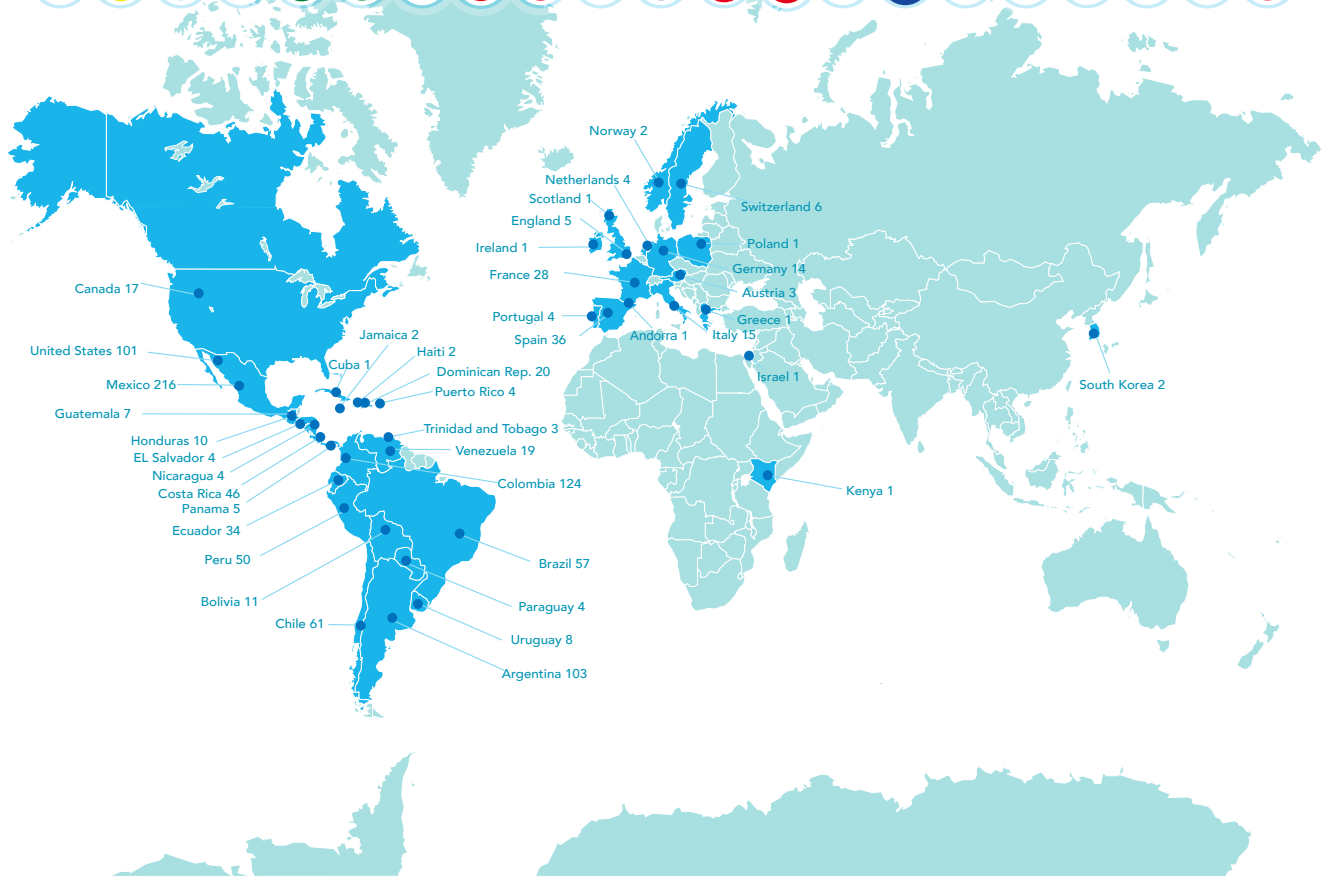 Norway 2
Netherlands 4
Scotland 1
Switzerland 6
England 5
Ireland 1
Poland 1
Germany 14
France 28
Canada 17
Austria 3
Portugal 4
Greece 1
Spain 36
Andorra 1
Italy 15
Jamaica 2
United States 101
Haiti 2
Cuba 1
Dominican Rep. 20
Israel 1
South Korea 2
Mexico 216
Puerto Rico 4
Guatemala 7
Trinidad and Tobago 3
Honduras 10
Venezuela 19
EL Salvador 4
Nicaragua 4
Colombia 124
Costa Rica 46
Kenya 1
Panama 5
Ecuador 34
Peru 50
Brazil 57
Bolivia 11
Paraguay 4
Chile 61
Uruguay 8
Argentina 103